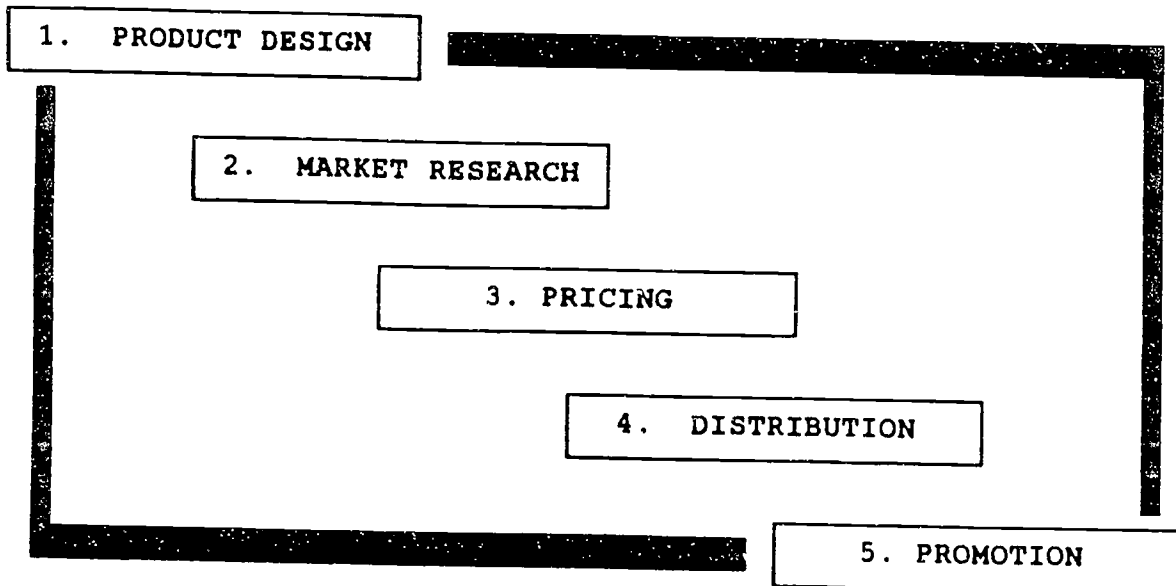 1. PRODUCT DESIGN
2. MARKET RESEARCH
3. PRICING
4. DISTRIBUTION
5. PROMOTION